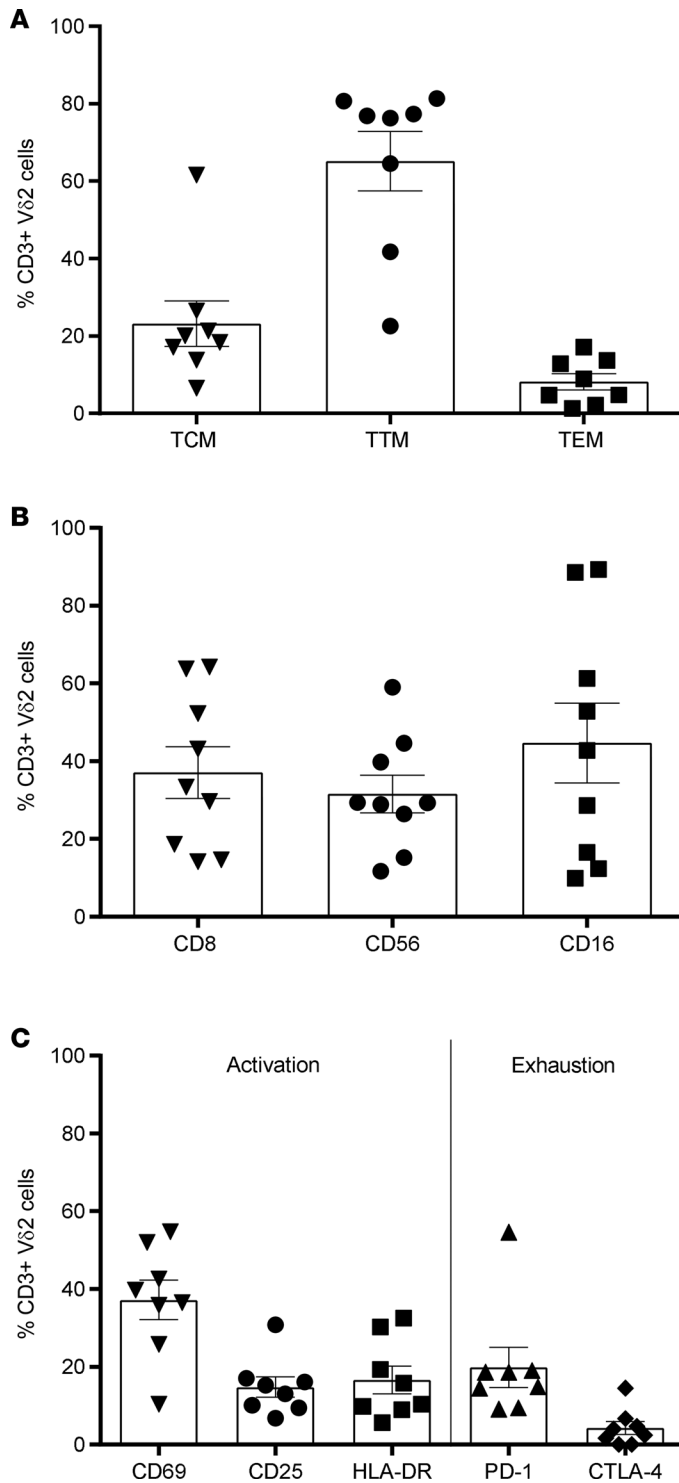 A
100
80
60
40
20
0
% CD3+ Vδ2 cells
TCM TTM TEM
B
100
80
60
40
20
0
% CD3+ Vδ2 cells
CD8 CD56 CD16
C
100
80
60
40
20
0
% CD3+ Vδ2 cells
Activation Exhaustion
CD69 CD25 HLA-DR PD-1 CTLA-4